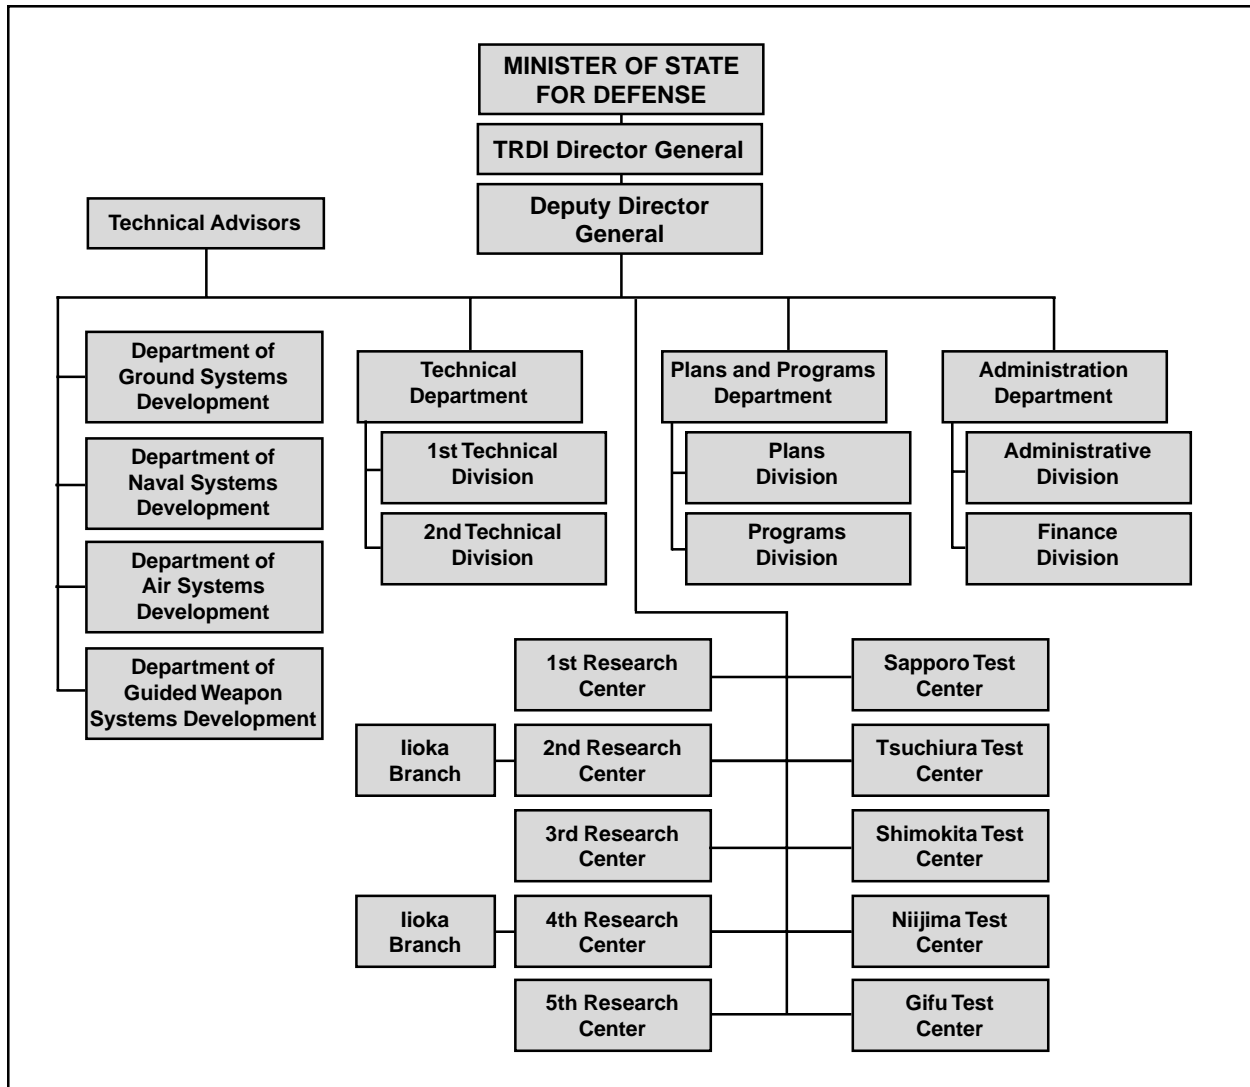 MINISTER OF STATE
FOR DEFENSE
TRDI Director General
Deputy Director
General
Technical Advisors
Department of
Ground Systems
Development
Department of
Naval Systems
Development
Department of
Air Systems
Development
Department of
Guided Weapon
Systems Development
Technical
Department
1st Technical
Division
2nd Technical
Division
Plans and Programs
Department
Plans
Division
Programs
Division
Administration
Department
Administrative
Division
Finance
Division
1st Research
Center
Sapporo Test
Center
Iioka
Branch
2nd Research
Center
Tsuchiura Test
Center
3rd Research
Center
Shimokita Test
Center
Iioka
Branch
4th Research
Center
Niijima Test
Center
5th Research
Center
Gifu Test
Center